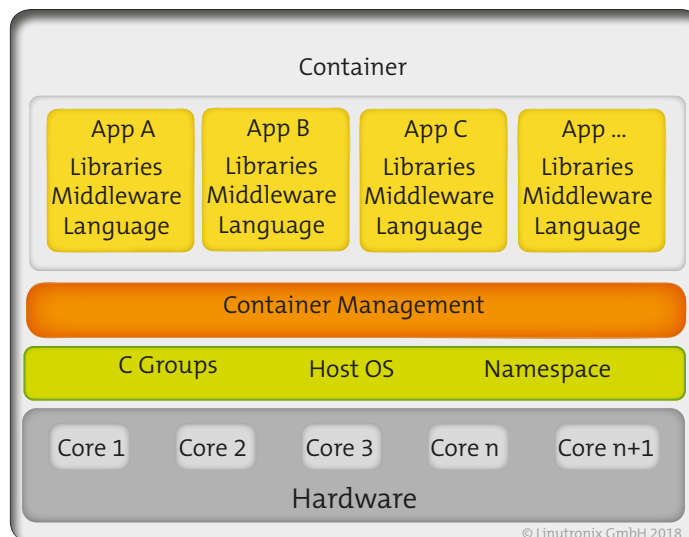 Container
App A
Libraries
Middleware
Language
App B
Libraries
Middleware
Language
App C
Libraries
Middleware
Language
App ...
Libraries
Middleware
Language
Container Management
C Groups Host OS Namespace
Core 1 Core 2 Core 3 Core n Core n+1
Hardware
© Linutronix GmbH 2018